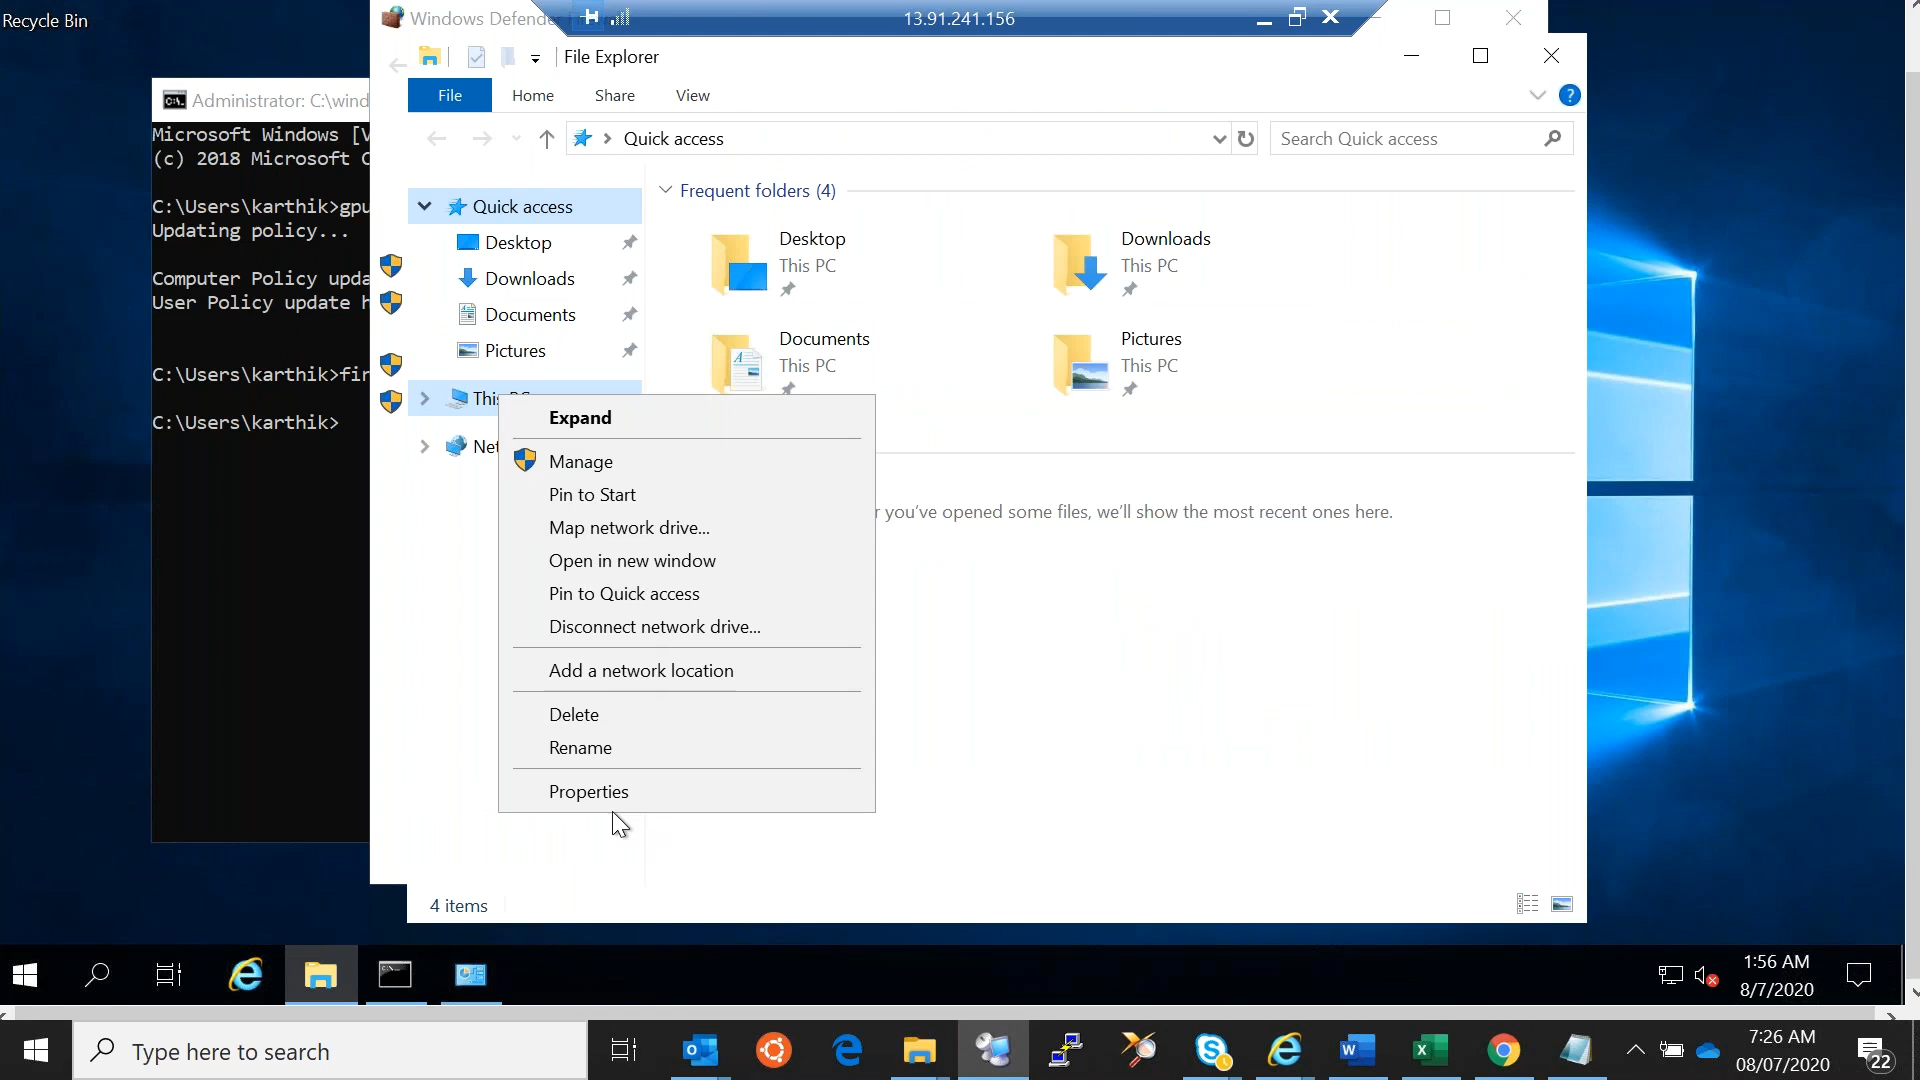 Recycle Bin
Windows Defende
13.91.241.156
File Explorer
File
Home
Share
View
Quick access
Search Quick access
Administrator: C:\wind
Microsoft Windows [V
(c) 2018 Microsoft C
C:\Users\karthik>gpu
Updating policy...
Computer Policy upda
User Policy update h
C:\Users\karthik>fir
C:\Users\karthik>
Quick access
Desktop
Downloads
Documents
Pictures
This PC
Net
Frequent folders (4)
Desktop
This PC
Downloads
This PC
Documents
This PC
Pictures
This PC
r you've opened some files, we'll show the most recent ones here.
Expand
Manage
Pin to Start
Map network drive...
Open in new window
Pin to Quick access
Disconnect network drive...
Add a network location
Delete
Rename
Properties
4 items
1:56 AM
8/7/2020
Type here to search
7:26 AM
08/07/2020
22